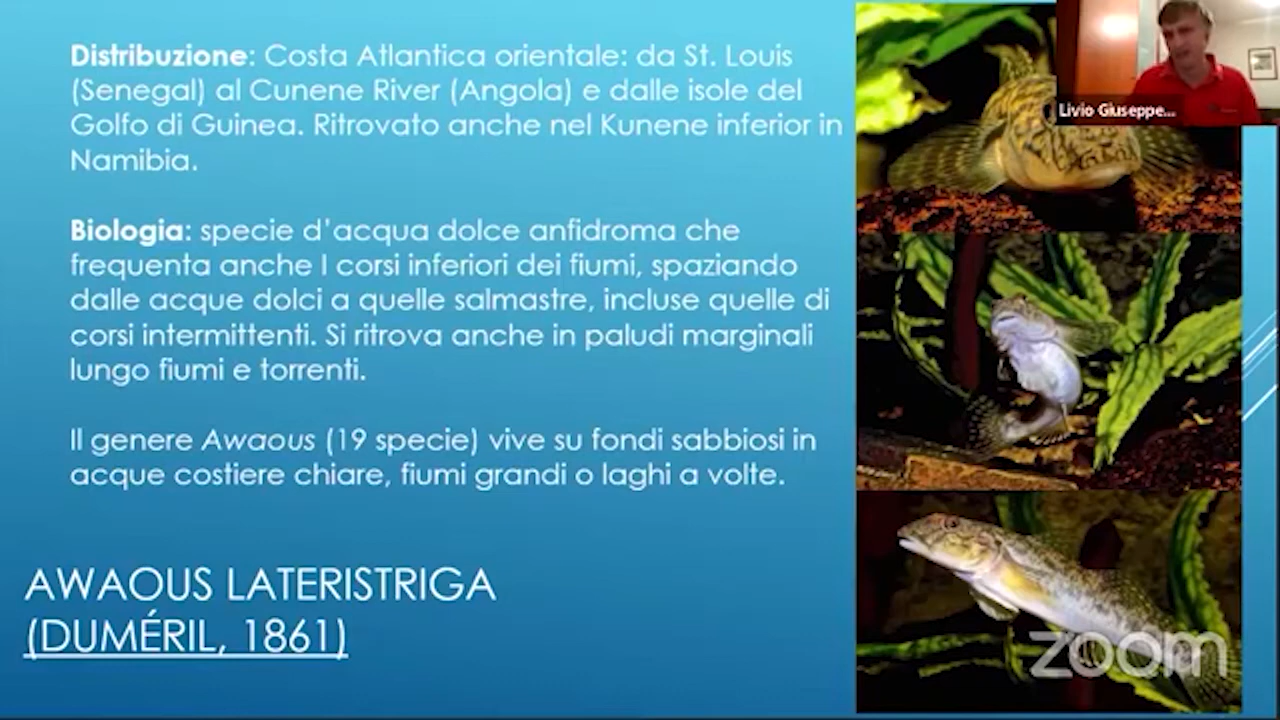 Distribuzione: Costa Atlantica orientale: da St. Louis
(Senegal) al Cunene River (Angola) e dalle isole del
Golfo di Guinea. Ritrovato anche nel Kunene inferior in
Namibia.
Biologia: specie d'acqua dolce anfidroma che
frequenta anche I corsi inferiori dei fiumi, spaziando
dalle acque dolci a quelle salmastre, incluse quelle di
corsi intermittenti. Si ritrova anche in paludi marginali
lungo fiumi e torrenti.
Il genere Awaous (19 specie) vive su fondi sabbiosi in
acque costiere chiare, fiumi grandi o laghi a volte.
AWAOUS LATERISTRIGA
(DUMÉRIL, 1861)
Livio Giuseppe...
zoom